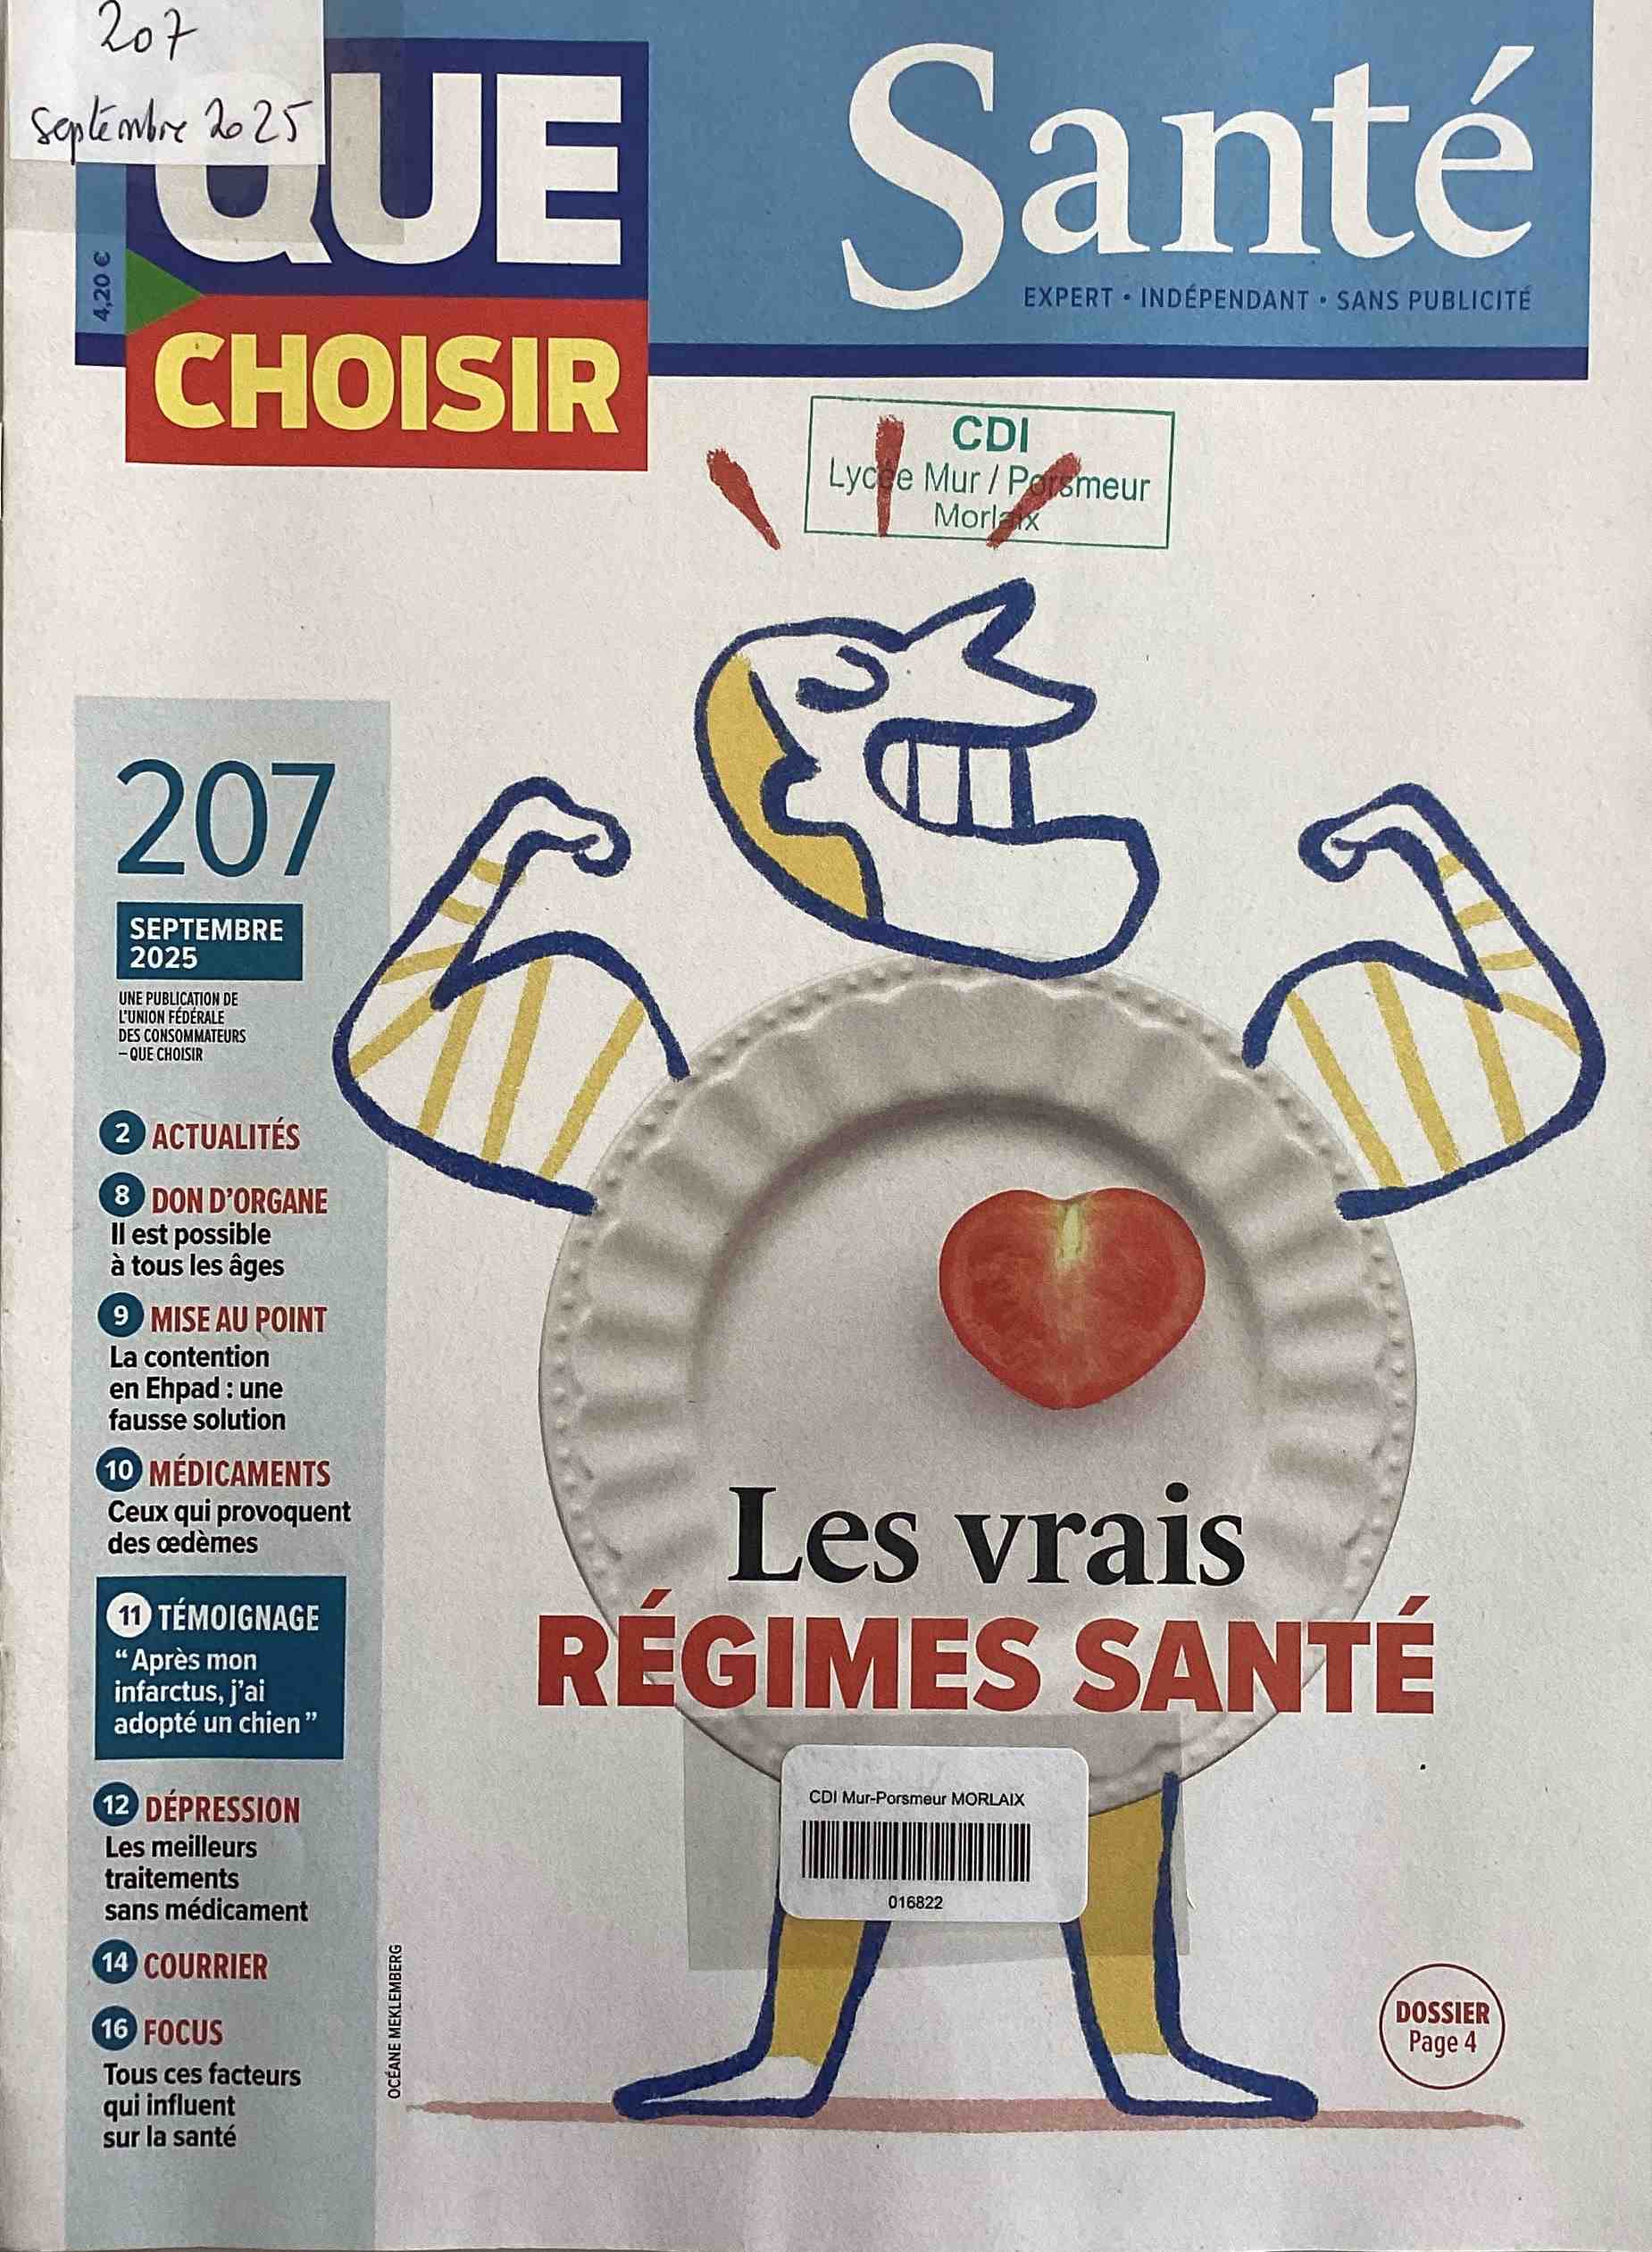 207
septembre 2025
QUE
CHOISIR
4,20 €
Santé
EXPERT • INDÉPENDANT • SANS PUBLICITÉ
CDI
Lycée Mur / Porsmeur
Morlaix
207
SEPTEMBRE
2025
UNE PUBLICATION DE
L'UNION FÉDÉRALE
DES CONSOMMATEURS
– QUE CHOISIR
2 ACTUALITÉS
8 DON D'ORGANE
Il est possible
à tous les âges
9 MISE AU POINT
La contention
en Ehpad : une
fausse solution
10 MÉDICAMENTS
Ceux qui provoquent
des œdèmes
11 TÉMOIGNAGE
“ Après mon
infarctus, j'ai
adopté un chien ”
12 DÉPRESSION
Les meilleurs
traitements
sans médicament
14 COURRIER
16 FOCUS
Tous ces facteurs
qui influent
sur la santé
OCÉANE MEKLEMBERG
Les vrais
RÉGIMES SANTÉ
CDI Mur-Porsmeur MORLAIX
016822
DOSSIER
Page 4